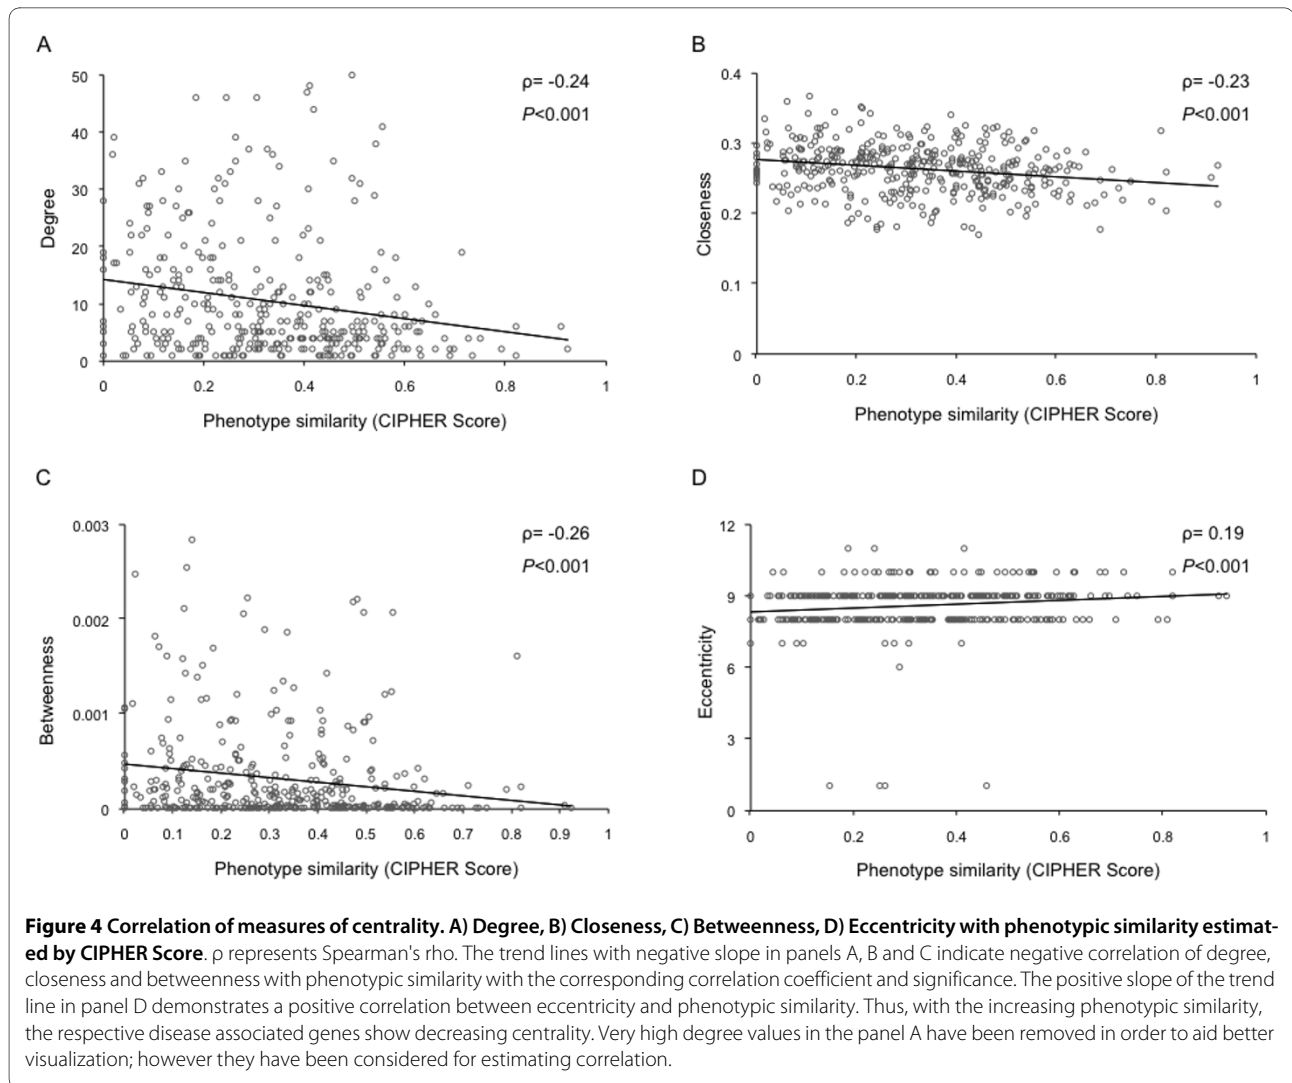 A
ρ= -0.24
P<0.001
Degree
50
40
30
20
10
0
0 0.2 0.4 0.6 0.8 1
Phenotype similarity (CIPHER Score)
B
ρ= -0.23
P<0.001
Closeness
0.4
0.3
0.2
0.1
0
0 0.2 0.4 0.6 0.8 1
Phenotype similarity (CIPHER Score)
C
ρ= -0.26
P<0.001
Betweenness
0.003
0.002
0.001
0
0 0.1 0.2 0.3 0.4 0.5 0.6 0.7 0.8 0.9 1
Phenotype similarity (CIPHER Score)
D
ρ= 0.19
P<0.001
Eccentricity
12
9
6
3
0
0 0.2 0.4 0.6 0.8 1
Phenotype similarity (CIPHER Score)
Figure 4 Correlation of measures of centrality. A) Degree, B) Closeness, C) Betweenness, D) Eccentricity with phenotypic similarity estimat-
ed by CIPHER Score. ρ represents Spearman's rho. The trend lines with negative slope in panels A, B and C indicate negative correlation of degree,
closeness and betweenness with phenotypic similarity with the corresponding correlation coefficient and significance. The positive slope of the trend
line in panel D demonstrates a positive correlation between eccentricity and phenotypic similarity. Thus, with the increasing phenotypic similarity,
the respective disease associated genes show decreasing centrality. Very high degree values in the panel A have been removed in order to aid better
visualization; however they have been considered for estimating correlation.